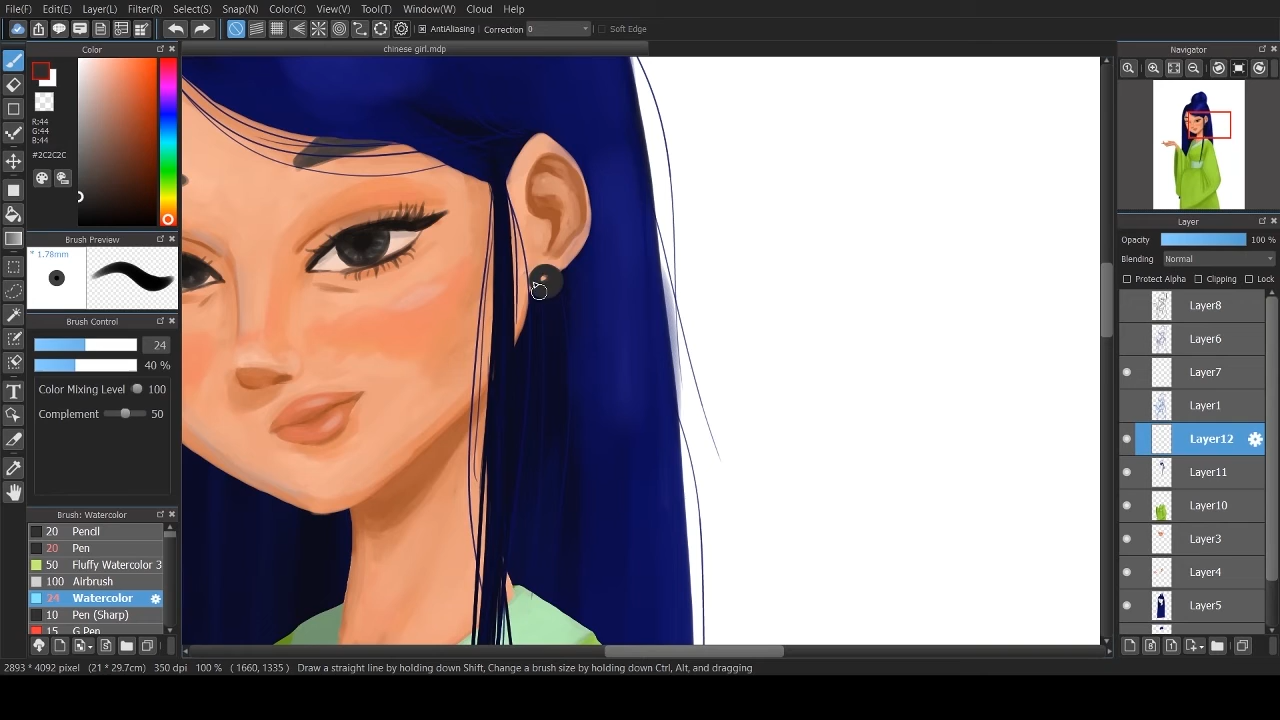 File(F) Edit(E) Layer(L) Filter(R) Select(S) Snap(N) Color(C) View(V) Tool(T) Window(W) Cloud Help
AntiAliasing Correction 0 Soft Edge
Color
chinese girl.mdp
Navigator
R:44
G:44
B:44
#2C2C2C
Layer
Brush Preview
Opacity 100 %
* 1.78mm
Blending Normal
Protect Alpha Clipping Lock
Layer8
Brush Control
Layer6
24
40 %
Layer7
Color Mixing Level 100
Layer1
Complement 50
Layer12
Layer11
Layer10
Brush: Watercolor
20 Pencil
Layer3
20 Pen
50 Fluffy Watercolor 3
Layer4
100 Airbrush
24 Watercolor
Layer5
10 Pen (Sharp)
15 G Pen
2893 * 4092 pixel (21 * 29.7cm) 350 dpi 100 % ( 1660, 1335 ) Draw a straight line by holding down Shift, Change a brush size by holding down Ctrl, Alt, and dragging